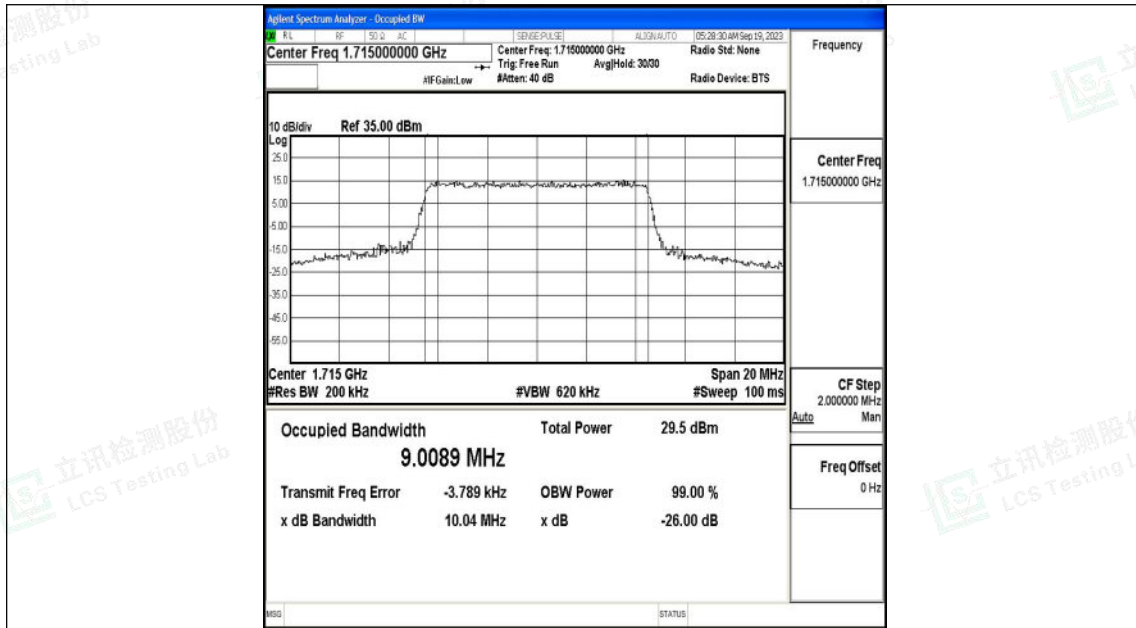 Agilent Spectrum Analyzer - Occupied BW
RL RF 50 Ω AC SENSE:PULSE ALIGNAUTO 05:28:30 AM Sep 19, 2023
Center Freq 1.715000000 GHz
Center Freq: 1.715000000 GHz
Radio Std: None
Trig: Free Run Avg|Hold: 30/30
#IFGain:Low
#Atten: 40 dB
Radio Device: BTS
10 dB/div Ref 35.00 dBm
Log
25.0
15.0
5.00
-5.00
-15.0
-25.0
-35.0
-45.0
-55.0
Center 1.715 GHz
Span 20 MHz
#Res BW 200 kHz
#VBW 620 kHz
#Sweep 100 ms
Occupied Bandwidth
9.0089 MHz
Total Power 29.5 dBm
Transmit Freq Error -3.789 kHz
OBW Power 99.00 %
x dB Bandwidth 10.04 MHz
x dB -26.00 dB
MSG
STATUS
Frequency
Center Freq
1.715000000 GHz
CF Step
2.000000 MHz
Auto Man
Freq Offset
0 Hz
立讯检测股份
LCS Testing Lab
立讯检测股份
LCS Testing L